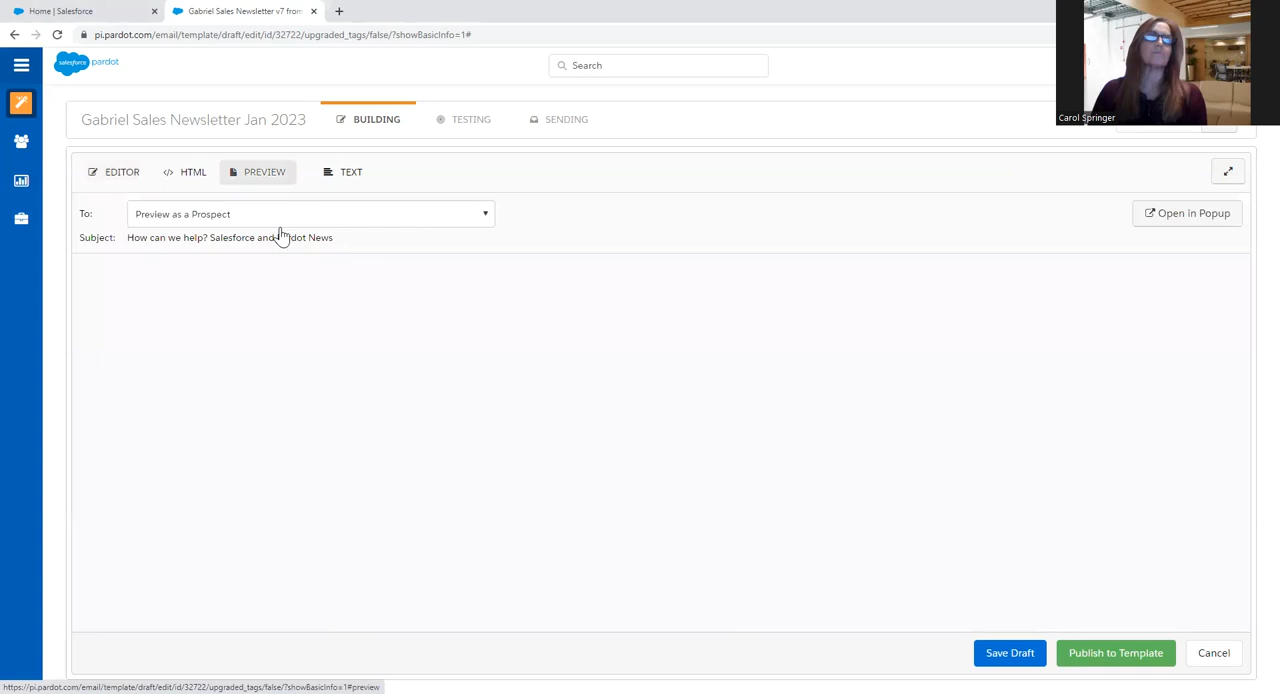 Home | Salesforce
Gabriel Sales Newsletter v7 from
pi.pardot.com/email/template/draft/edit/id/32722/upgraded_tags/false/?showBasicInfo=1#
salesforce pardot
Search
Carol Springer
Gabriel Sales Newsletter Jan 2023
BUILDING
TESTING
SENDING
EDITOR
HTML
PREVIEW
TEXT
To:
Preview as a Prospect
Open in Popup
Subject: How can we help? Salesforce and News
Save Draft
Publish to Template
Cancel
https://pi.pardot.com/email/template/draft/edit/id/32722/upgraded_tags/false/?showBasicInfo=1#preview